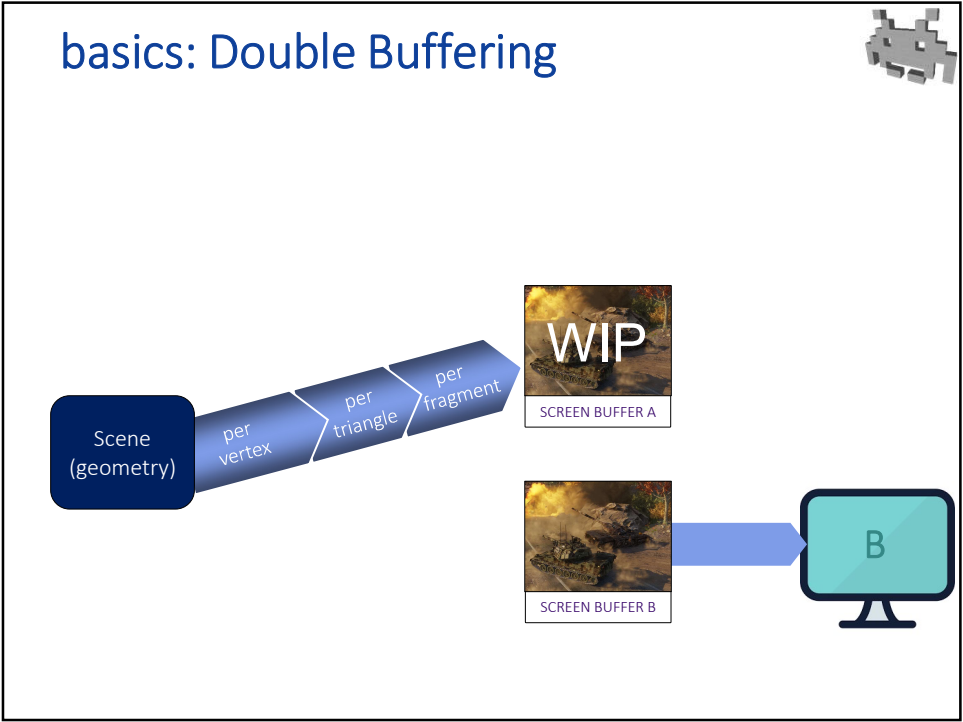 basics: Double Buffering
WIP
SCREEN BUFFER A
Scene
(geometry)
per
vertex
per
triangle
per
fragment
SCREEN BUFFER B
B